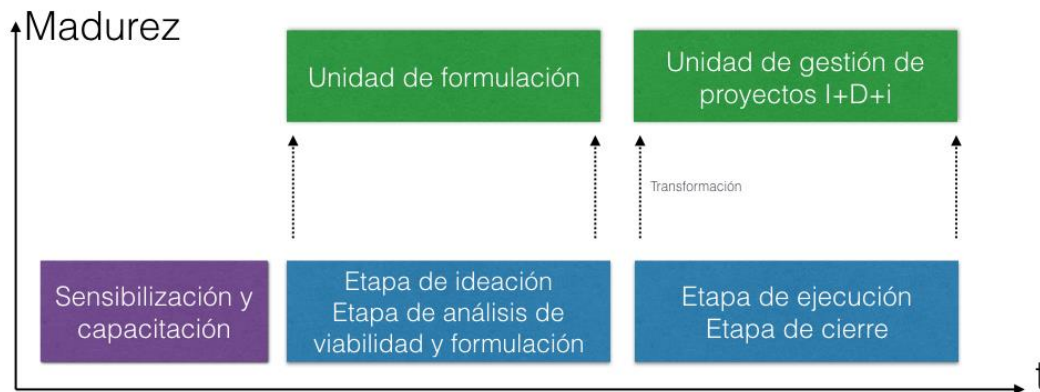 Madurez
Unidad de formulación
Unidad de gestión de
proyectos I+D+i
Transformación
Sensibilización y
capacitación
Etapa de ideación
Etapa de análisis de
viabilidad y formulación
Etapa de ejecución
Etapa de cierre
t